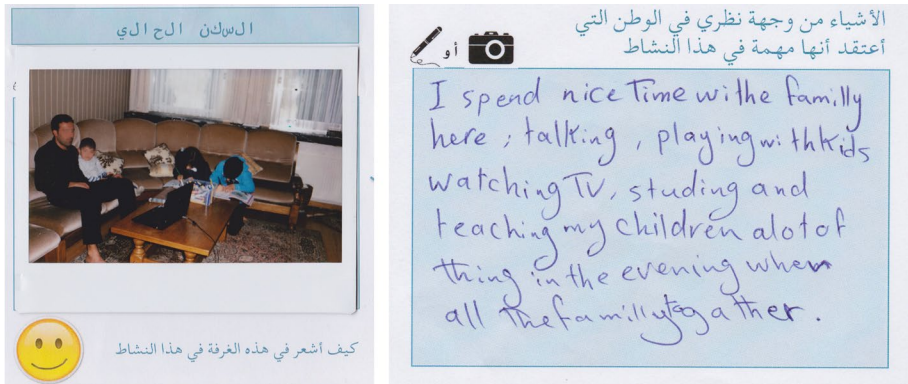 السكن الحالي
كيف أشعر في هذه الغرفة في هذا النشاط
الأشياء من وجهة نظري في الوطن التي
أعتقد أنها مهمة في هذا النشاط
أو
I spend nice Time withe familly
here ; talking , playing with Kids
watching TV, studing and
teaching my children alot of
thing in the evening when
all the familly togather.